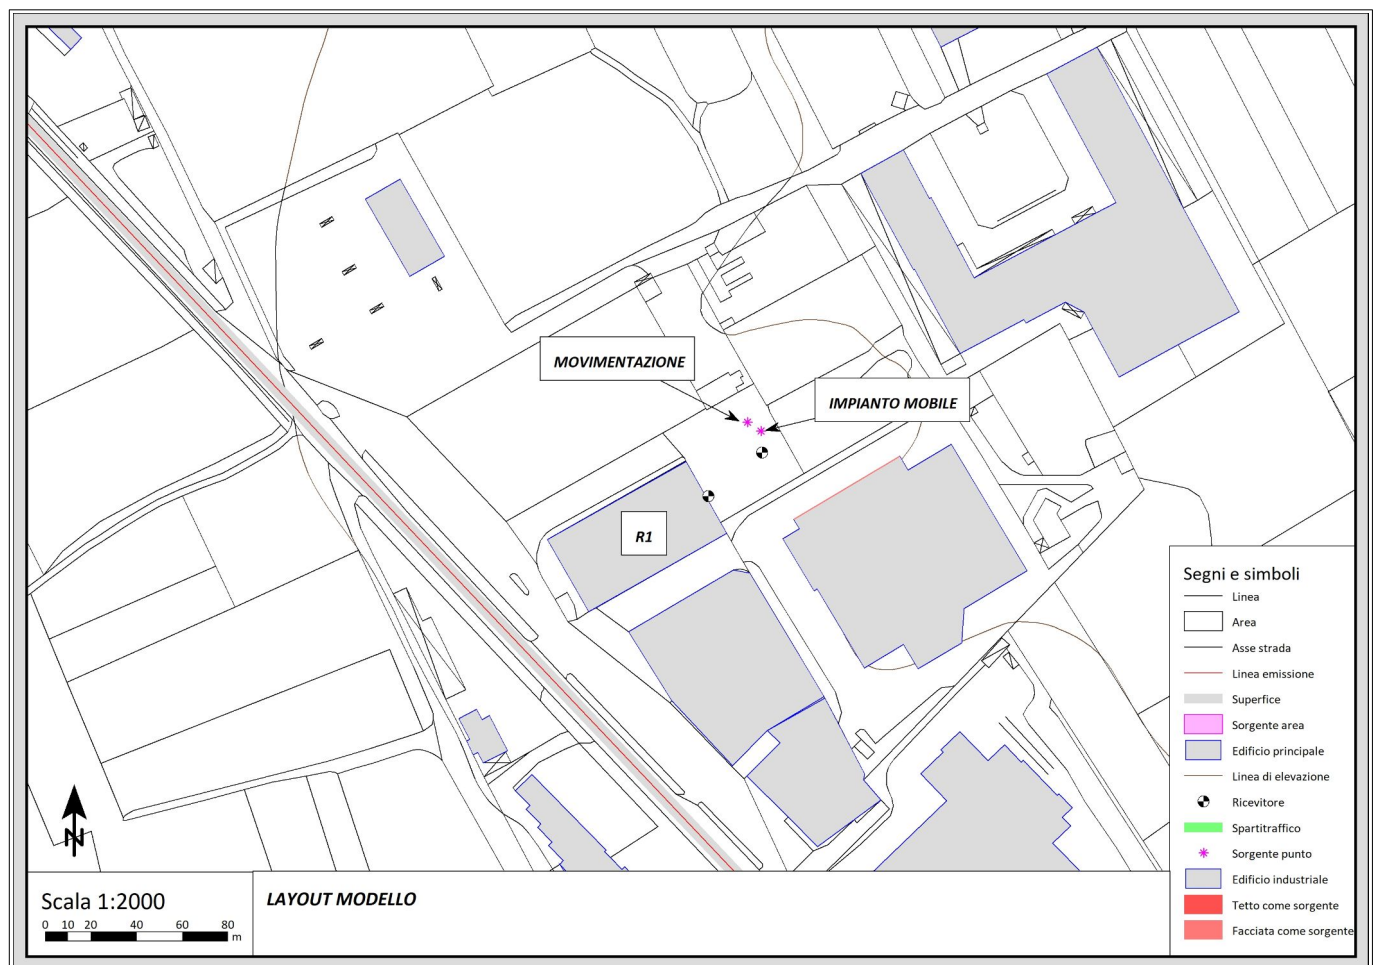 MOVIMENTAZIONE
IMPIANTO MOBILE
R1
Segni e simboli
Linea
Area
Asse strada
Linea emissione
Superfice
Sorgente area
Edificio principale
Linea di elevazione
Ricevitore
Spartitraffico
Sorgente punto
Edificio industriale
Tetto come sorgente
Facciata come sorgente
N
Scala 1:2000
0 10 20 40 60 80
m
LAYOUT MODELLO